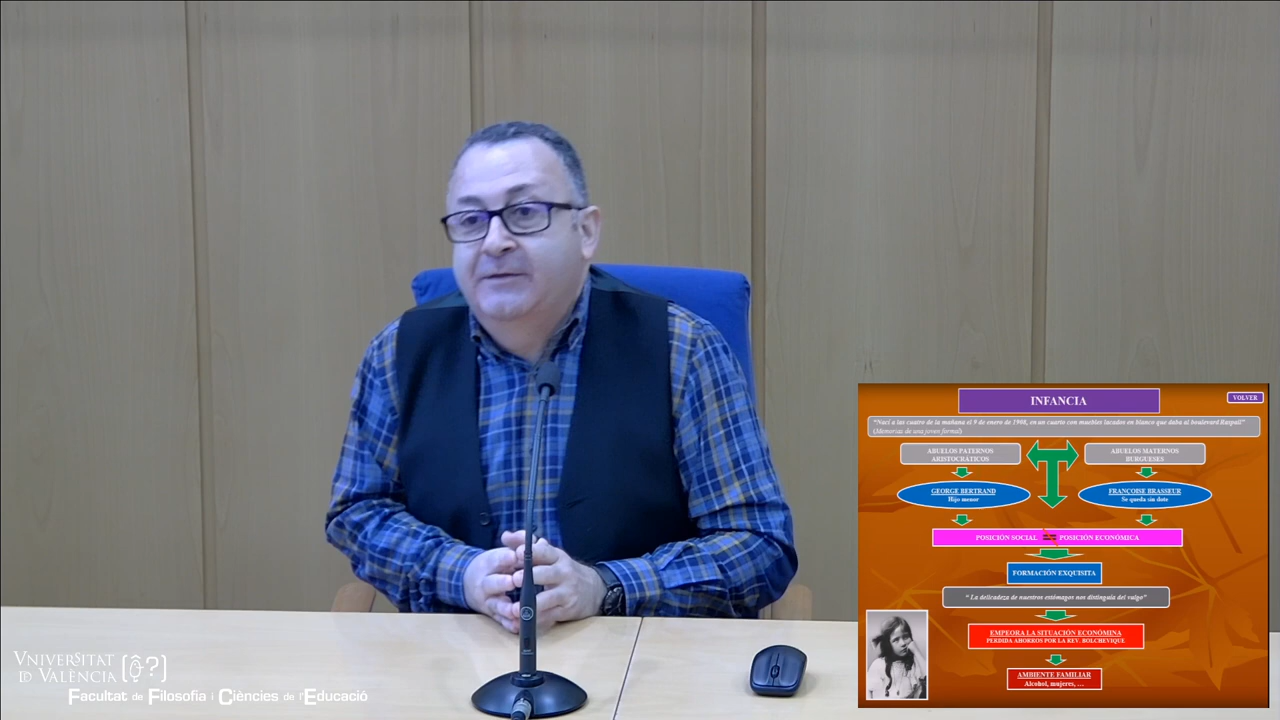 INFANCIA
VOLVER
"Nací a las cuatro de la mañana el 9 de enero de 1908, en un cuarto con muebles lacados en blanco que daba al boulevard Raspail"
(Memorias de una joven formal)
ABUELOS PATERNOS
ARISTOCRÁTICOS
ABUELOS MATERNOS
BURGUESES
GEORGE BERTRAND
Hijo menor
FRANÇOISE BRASSEUR
Se queda sin dote
POSICIÓN SOCIAL ≠ POSICIÓN ECONÓMICA
FORMACIÓN EXQUISITA
" La delicadeza de nuestros estómagos nos distinguía del vulgo"
EMPEORA LA SITUACIÓN ECONÓMINA
PERDIDA AHORROS POR LA REV. BOLCHEVIQUE
AMBIENTE FAMILIAR
Alcohol, mujeres, ...
VNIVERSITAT
ID VALÈNCIA [Q?]
Facultat de Filosofia i Ciències de l'Educació